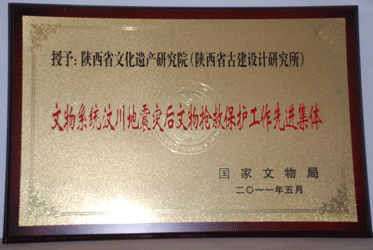 授予：陕西省文化遗产研究院（陕西省古建设计研究所）
文物系统汶川地震灾后文物抢救保护工作先进集体
国家文物局
二〇一一年五月